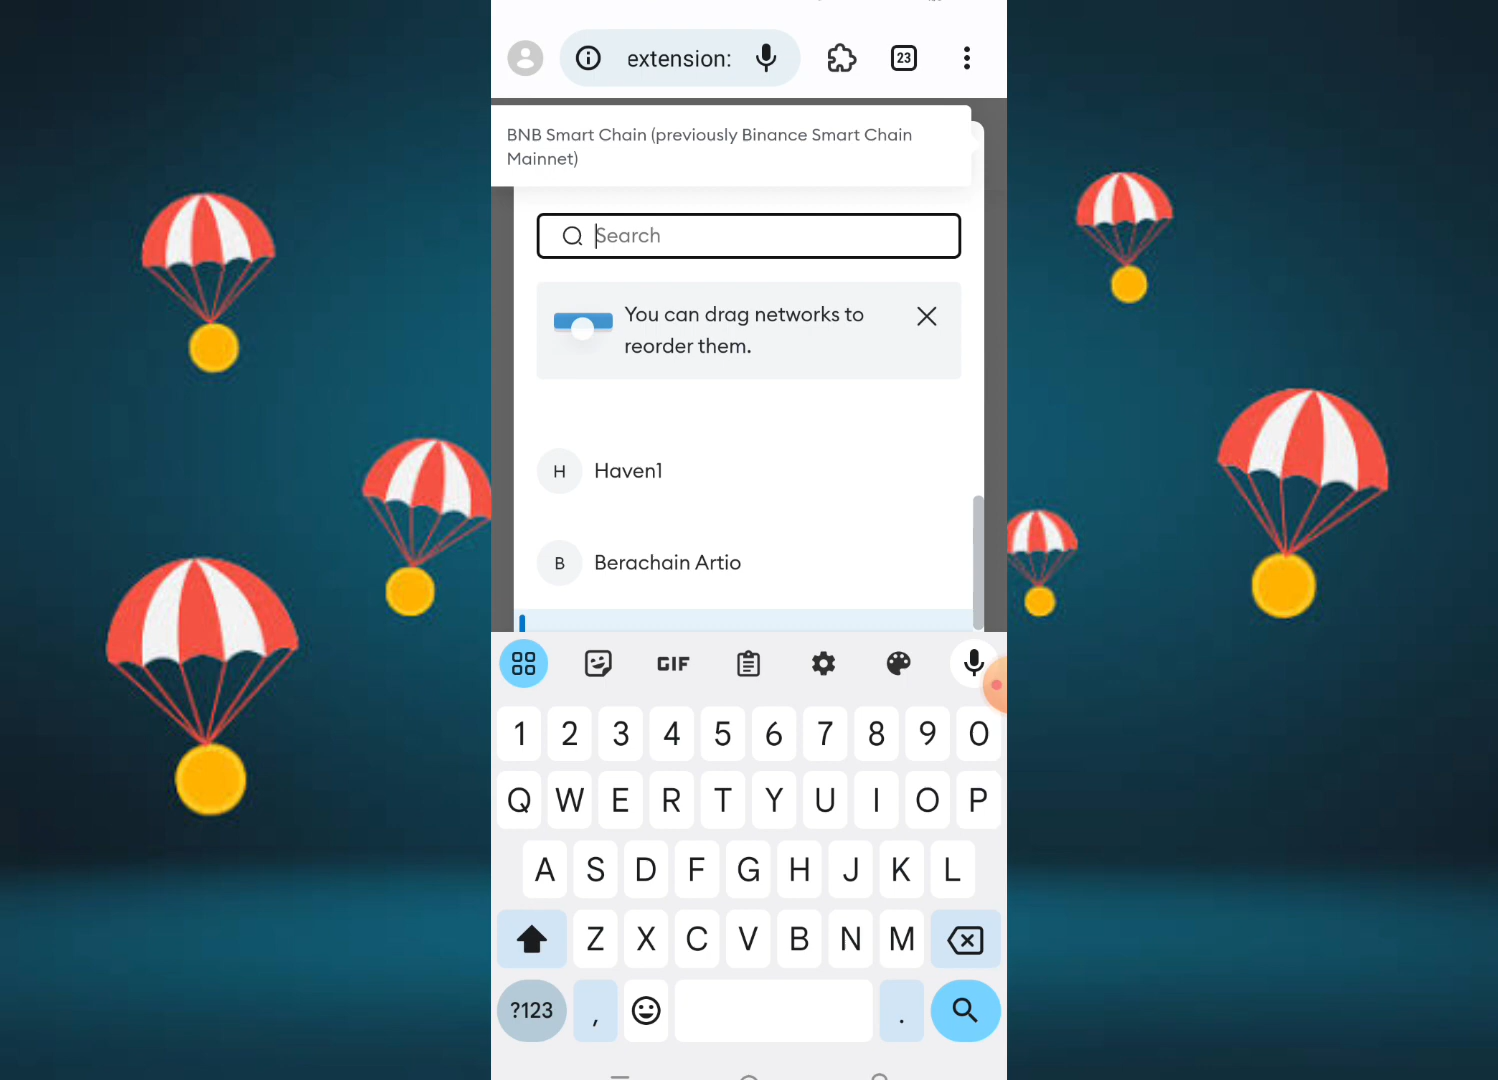 extension:
23
BNB Smart Chain (previously Binance Smart Chain
Mainnet)
Search
You can drag networks to
reorder them.
H Haven1
B Berachain Artio
GIF
1 2 3 4 5 6 7 8 9 0
Q W E R T Y U I O P
A S D F G H J K L
Z X C V B N M
?123 , .